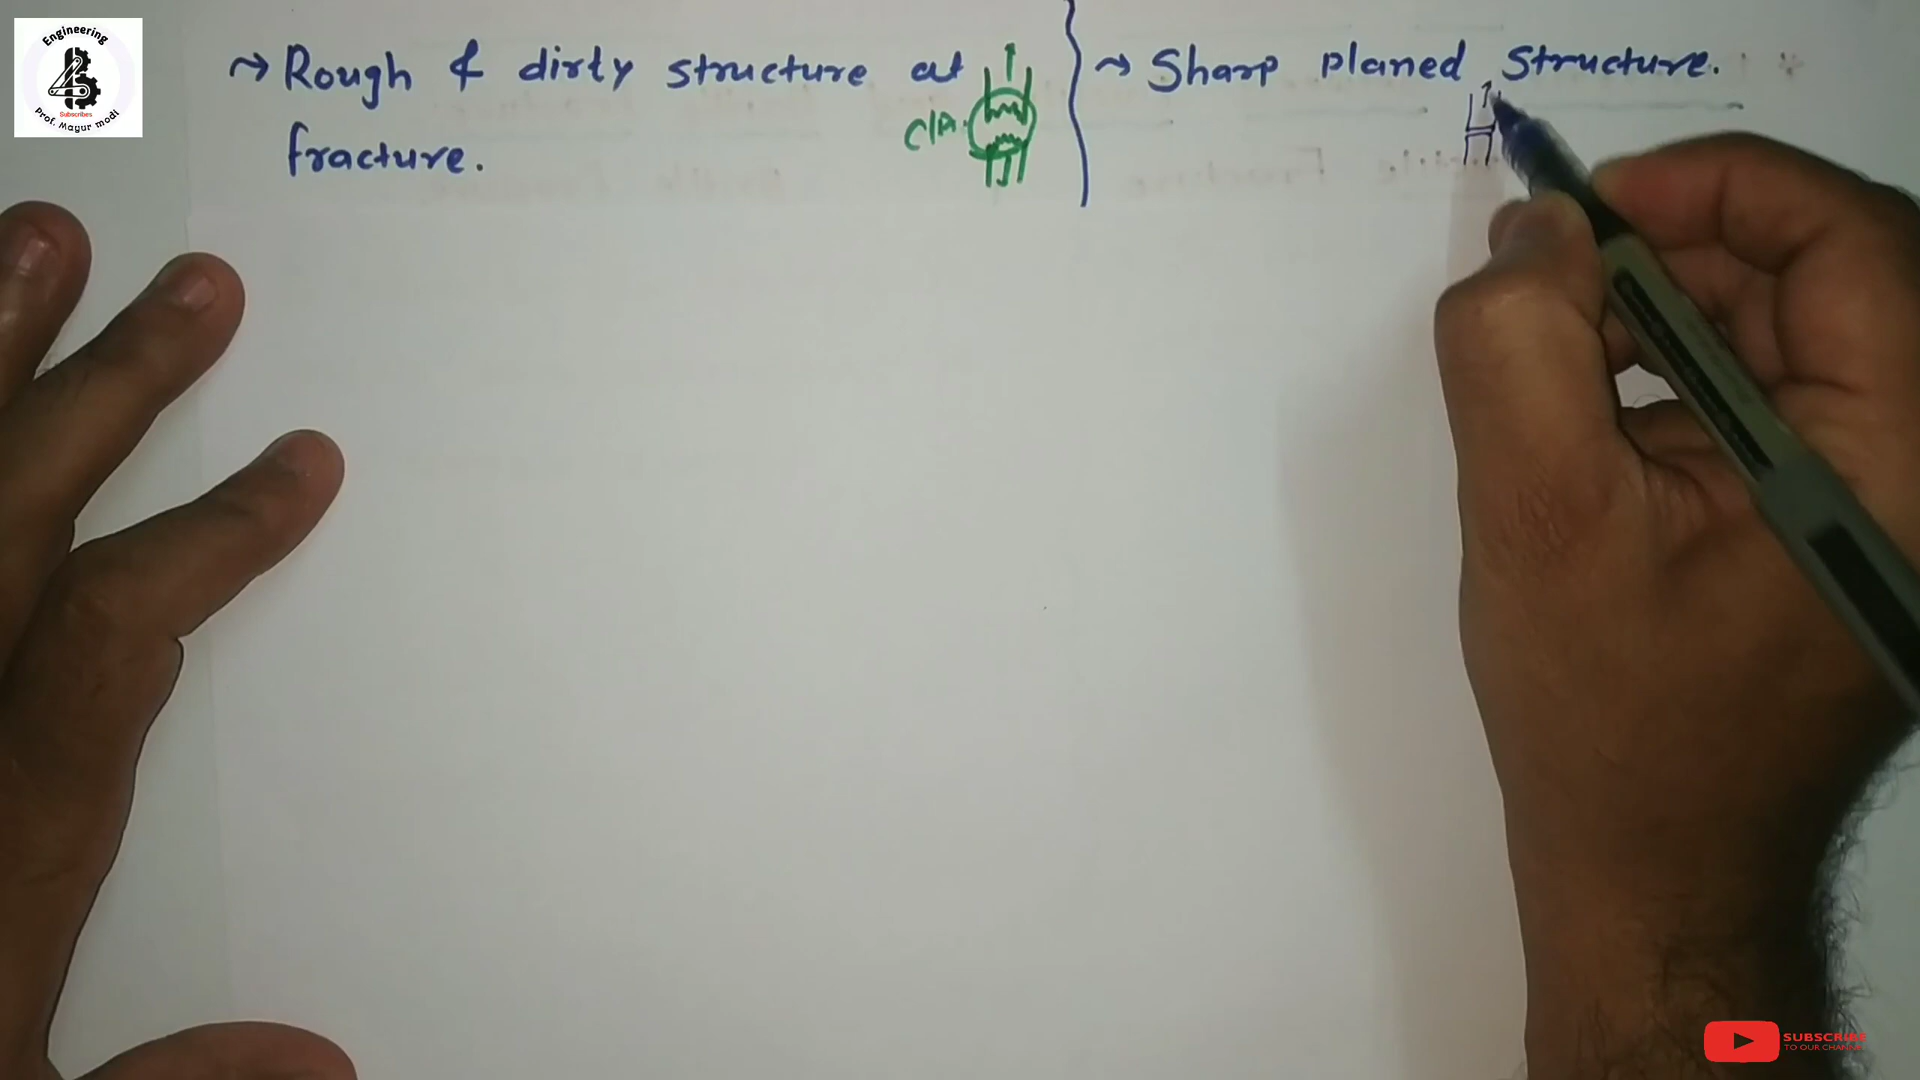 Engineering
Subscribes
Prof. Mayur modi
→ Rough & dirty structure at
fracture.
C/A.
→ Sharp planed structure.
SUBSCRIBE
TO OUR CHANNEL